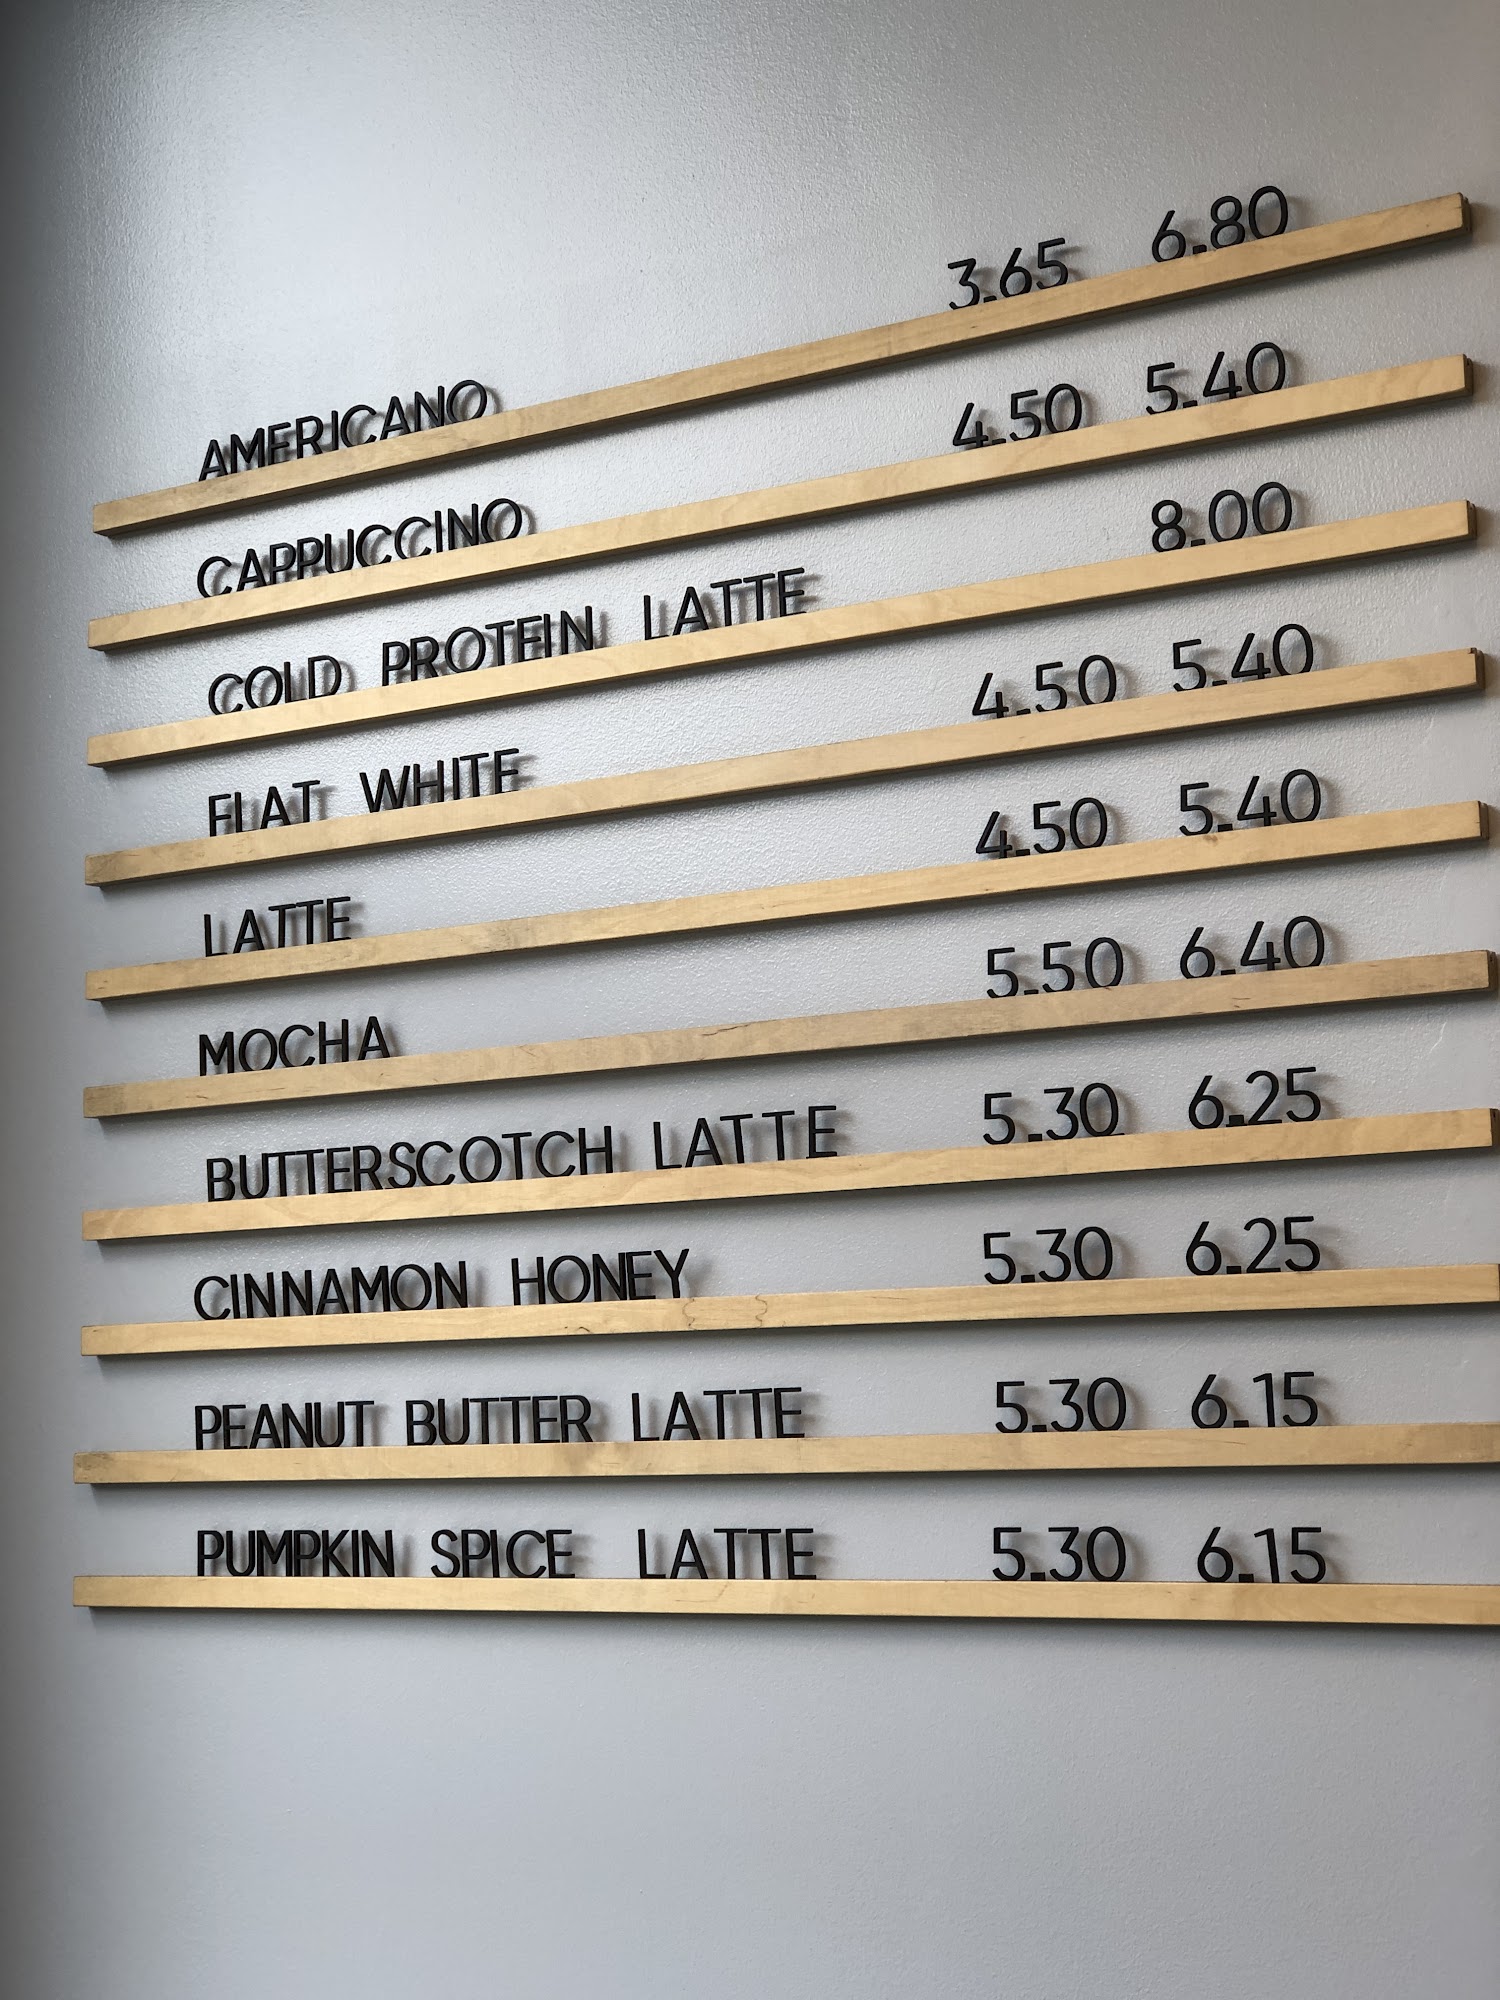 AMERICANO 3.65 6.80
CAPPUCCINO 4.50 5.40
COLD PROTEIN LATTE 8.00
FLAT WHITE 4.50 5.40
LATTE 4.50 5.40
MOCHA 5.50 6.40
BUTTERSCOTCH LATTE 5.30 6.25
CINNAMON HONEY 5.30 6.25
PEANUT BUTTER LATTE 5.30 6.15
PUMPKIN SPICE LATTE 5.30 6.15